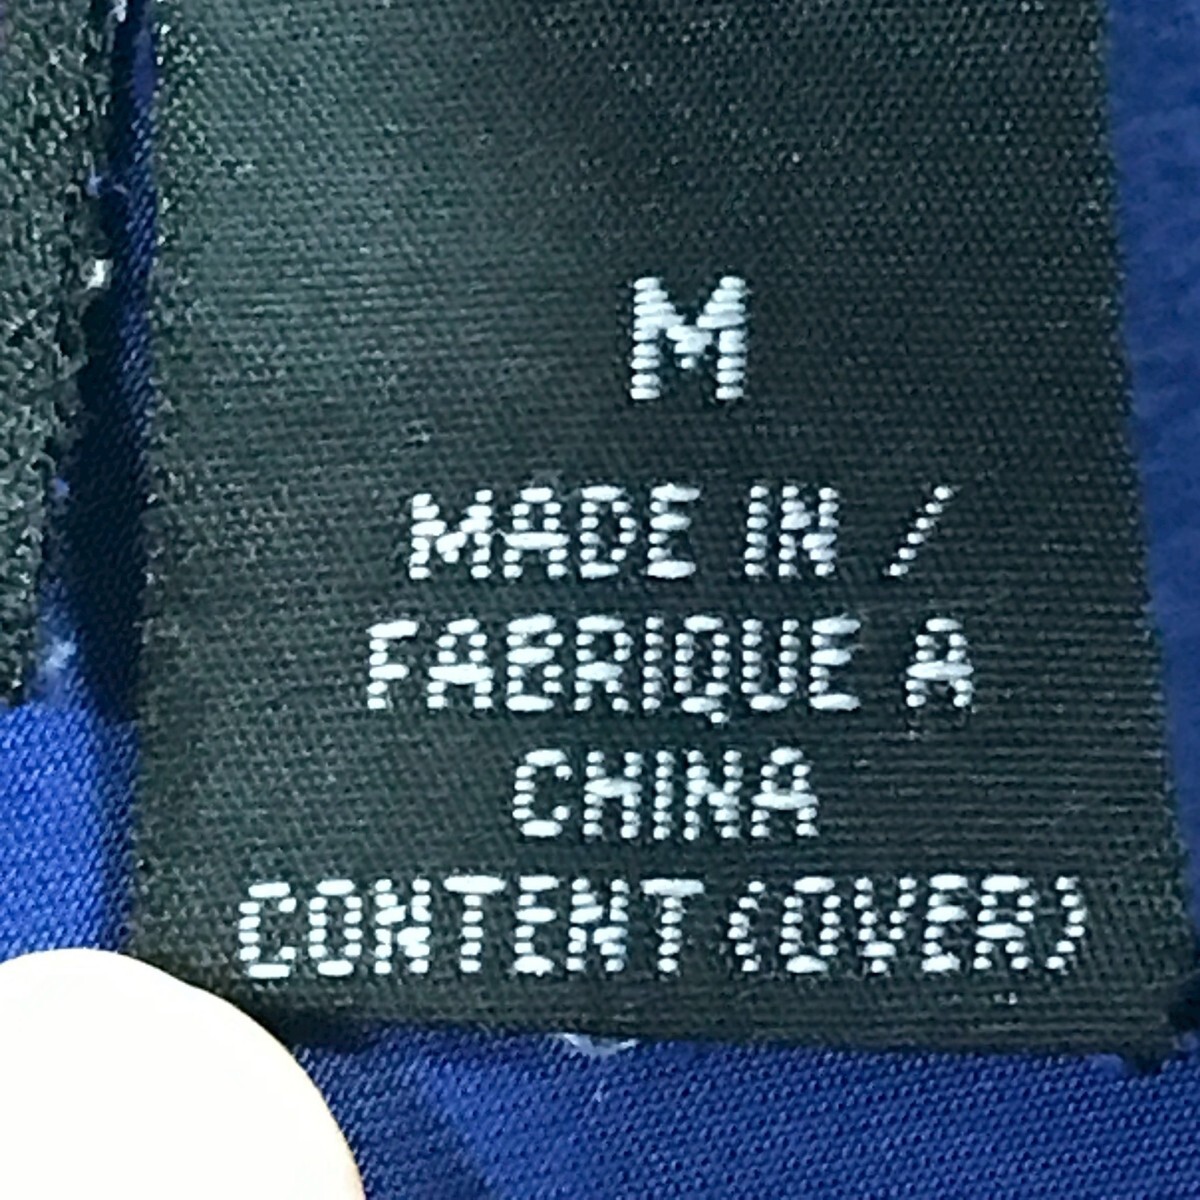 M
MADE IN /
FABRIQUE A
CHINA
CONTENT (OVER)